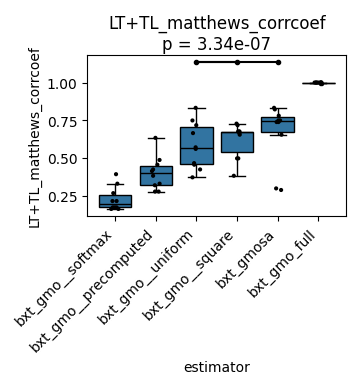 LT+TL_matthews_corrcoef
p = 3.34e-07
LT+TL_matthews_corrcoef
1.00
0.75
0.50
0.25
bxt_gmo__softmax
bxt_gmo__precomputed
bxt_gmo__uniform
bxt_gmo__square
bxt_gmosa
bxt_gmo_full
estimator